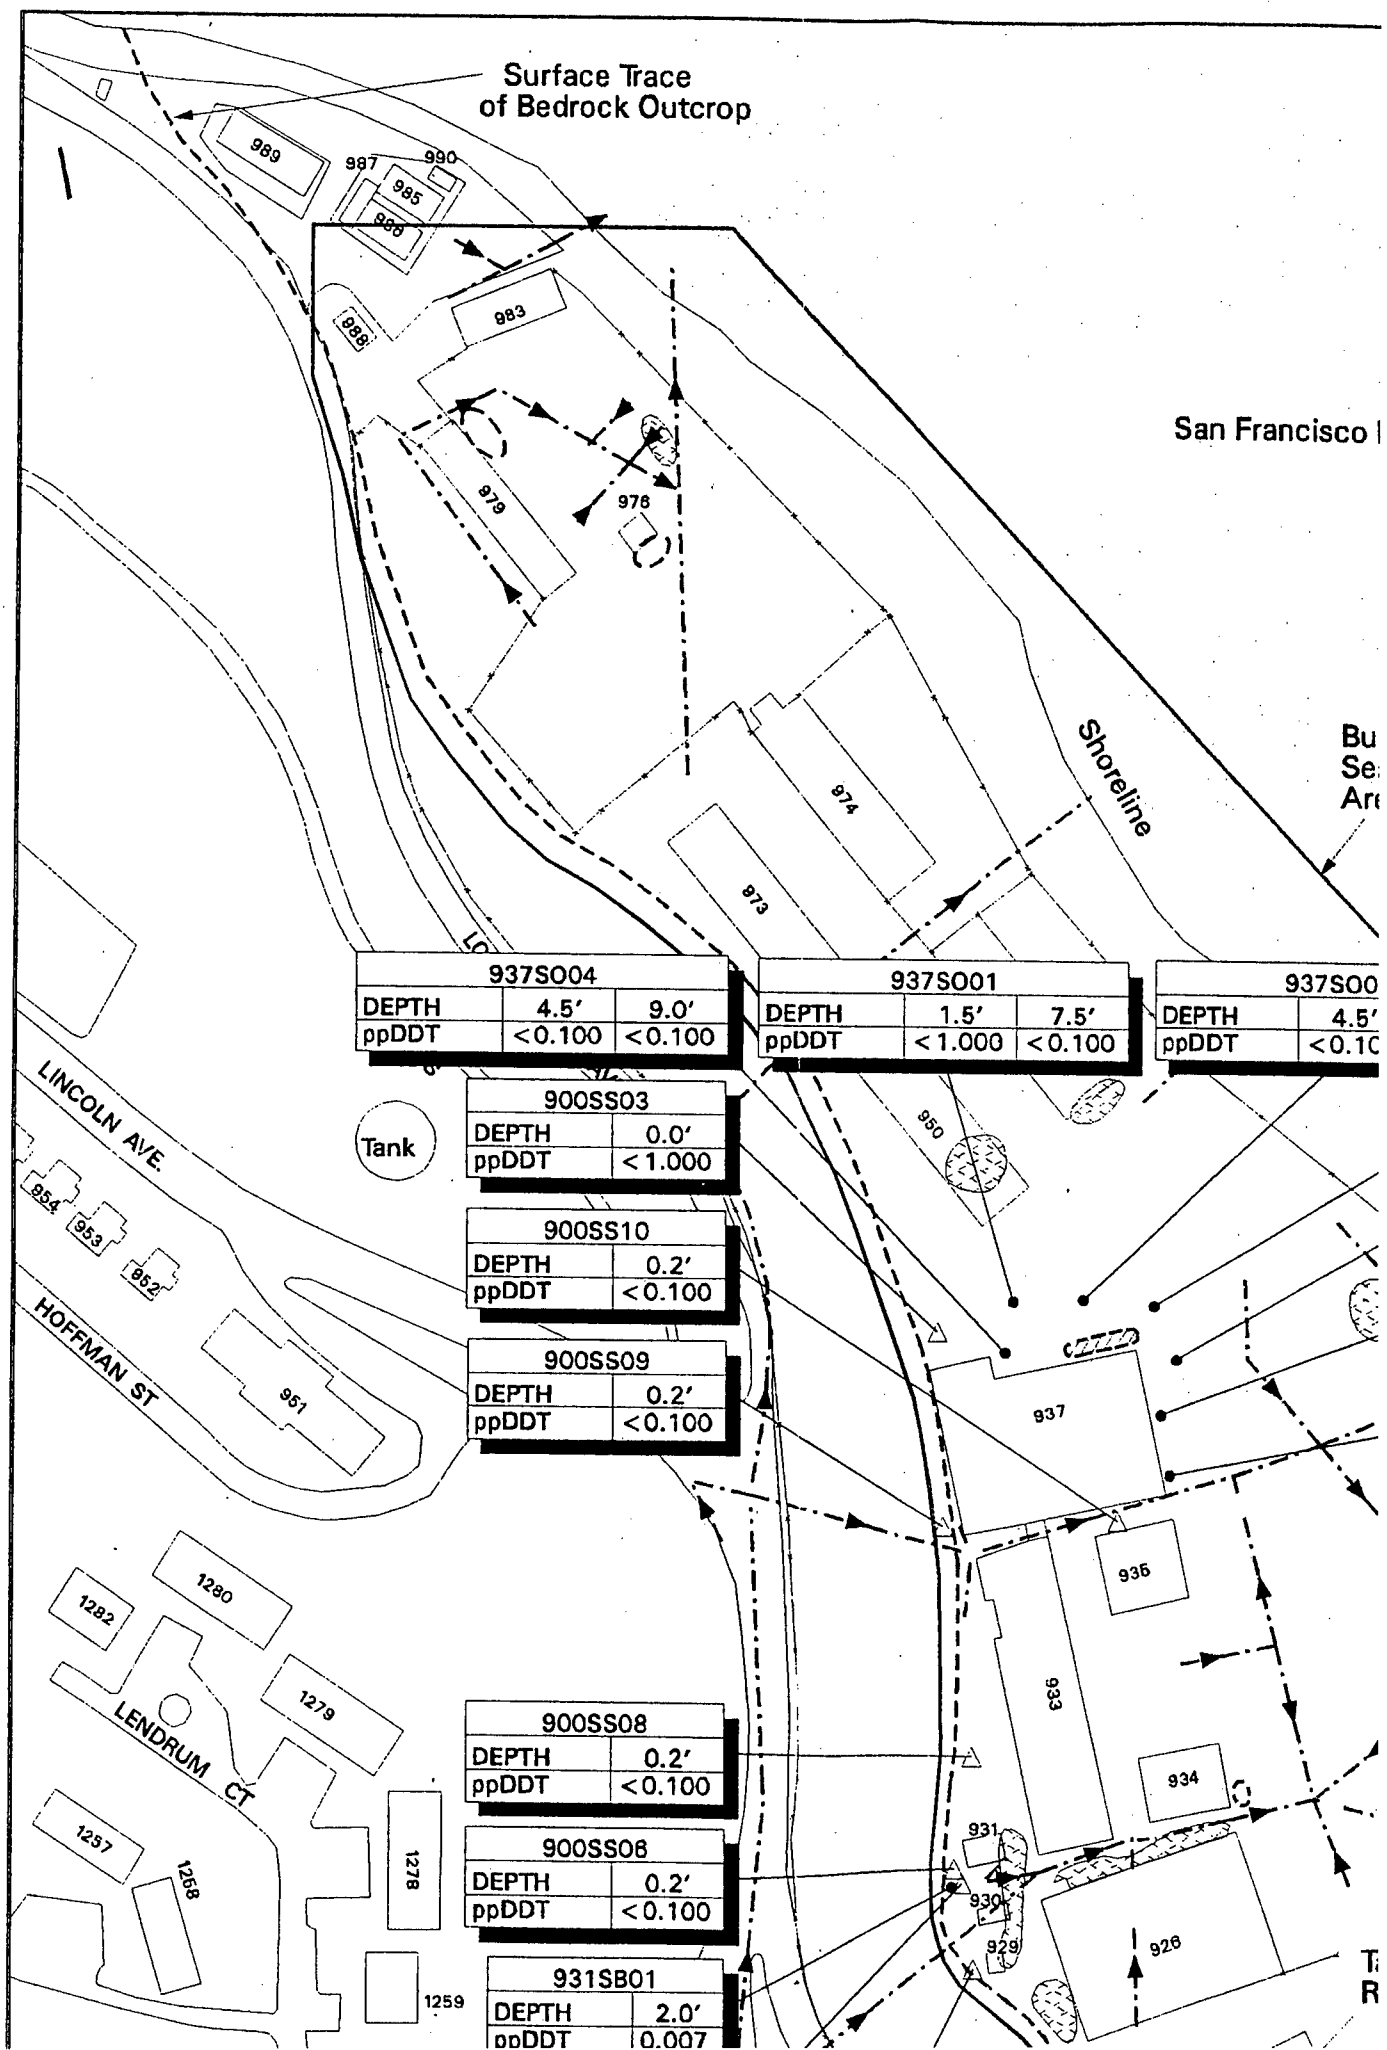 Surface Trace
of Bedrock Outcrop
989
987
990
985
986
983
988
San Francisco
979
976
Shoreline
974
973
937SO04
DEPTH 4.5' 9.0'
ppDDT <0.100 <0.100
937SO01
DEPTH 1.5' 7.5'
ppDDT <1.000 <0.100
937SO0
DEPTH 4.5'
ppDDT <0.10
LINCOLN AVE.
Tank
900SS03
DEPTH 0.0'
ppDDT <1.000
950
954
953
952
900SS10
DEPTH 0.2'
ppDDT <0.100
HOFFMAN ST
951
900SS09
DEPTH 0.2'
ppDDT <0.100
937
935
1280
1282
1279
933
LENDRUM CT
900SS08
DEPTH 0.2'
ppDDT <0.100
934
1257
1268
1278
931
900SS06
DEPTH 0.2'
ppDDT <0.100
930
929
926
931SB01
DEPTH 2.0'
ppDDT 0.007
1259